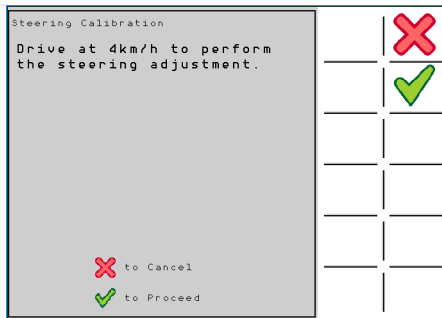 Steering Calibration
Drive at 4km/h to perform
the steering adjustment.
to Cancel
to Proceed